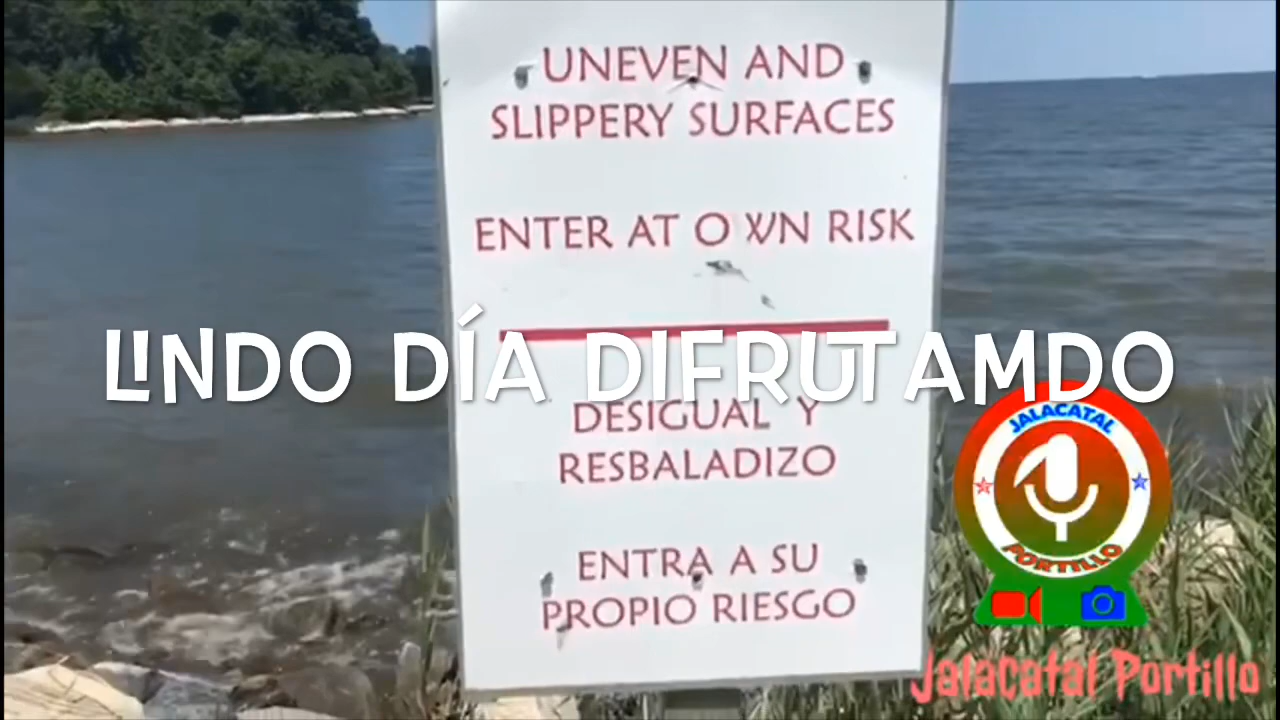 UNEVEN AND
SLIPPERY SURFACES
ENTER AT OWN RISK
LINDO DÍA DIFRUTAMDO
DESIGUAL Y
RESBALADIZO
ENTRA A SU
PROPIO RIESGO
JALACATAL
PORTILLO
Jalacatal Portillo